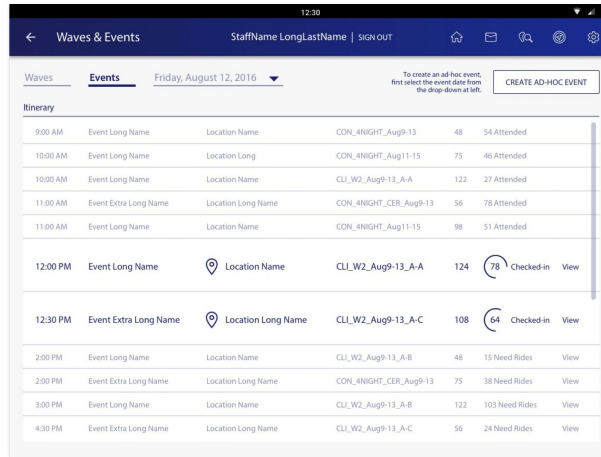 12:30
Waves & Events StaffName LongLastName | SIGN OUT
Waves Events Friday, August 12, 2016
To create an ad-hoc event,
first select the event date from
the drop-down at left.
CREATE AD-HOC EVENT
Itinerary
9:00 AM Event Long Name Location Name CON_4NIGHT_Aug9-13 48 54 Attended
10:00 AM Event Long Name Location Long CON_4NIGHT_Aug11-15 75 46 Attended
10:00 AM Event Long Name Location Name CLI_W2_Aug9-13_A-A 122 27 Attended
11:00 AM Event Extra Long Name Location Long Name CON_4NIGHT_CER_Aug9-13 56 78 Attended
11:00 AM Event Long Name Location Name CON_4NIGHT_Aug11-15 98 51 Attended
12:00 PM Event Long Name Location Name CLI_W2_Aug9-13_A-A 124 78 Checked-in View
12:30 PM Event Extra Long Name Location Long Name CLI_W2_Aug9-13_A-C 108 64 Checked-in View
2:00 PM Event Long Name Location Name CLI_W2_Aug9-13_A-B 48 15 Need Rides View
2:00 PM Event Extra Long Name Location Long Name CON_4NIGHT_CER_Aug9-13 75 38 Need Rides View
3:00 PM Event Long Name Location Name CLI_W2_Aug9-13_A-B 122 103 Need Rides View
4:30 PM Event Extra Long Name Location Long Name CLI_W2_Aug9-13_A-C 56 24 Need Rides View